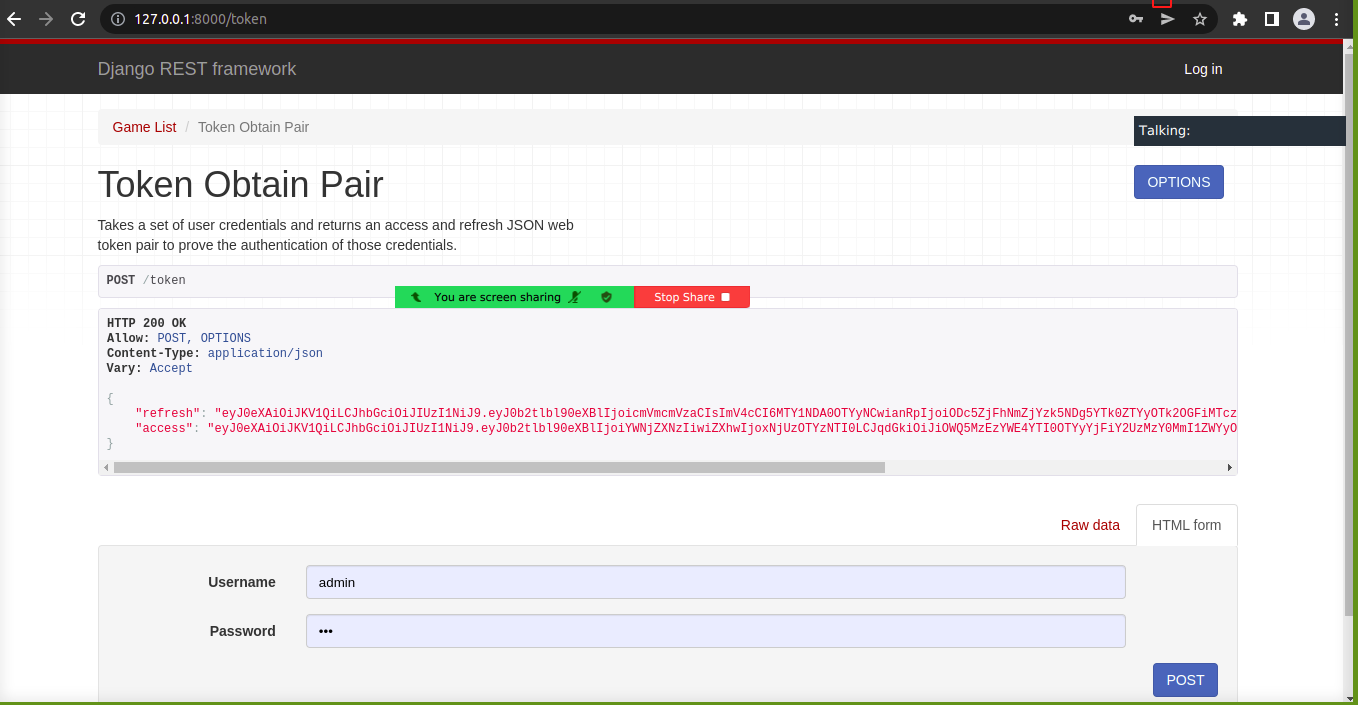 127.0.0.1:8000/token
Django REST framework
Log in
Game List / Token Obtain Pair
Talking:
Token Obtain Pair
OPTIONS
Takes a set of user credentials and returns an access and refresh JSON web
token pair to prove the authentication of those credentials.
POST /token
You are screen sharing Stop Share
HTTP 200 OK
Allow: POST, OPTIONS
Content-Type: application/json
Vary: Accept
{
"refresh": "eyJ0eXAiOiJKV1QiLCJhbGciOiJIUzI1NiJ9.eyJ0b2tlbl90eXBlIjoicmVmcmVzaCIsImV4cCI6MTY1NDA0OTYyNCwianRpIjoiODc5ZjFhNmZjYzk5NDg5YTk0ZTYyOTk2OGFiMTcz
"access": "eyJ0eXAiOiJKV1QiLCJhbGciOiJIUzI1NiJ9.eyJ0b2tlbl90eXBlIjoiYWNjZXNzIiwiZXhwIjoxNjUzOTYzNTI0LCJqdGkiOiJiOWQ5MzEzYWE4YTI0OTYyYjFiY2UzMzY0MmI1ZWYyO
}
Raw data
HTML form
Username
admin
Password
•••
POST